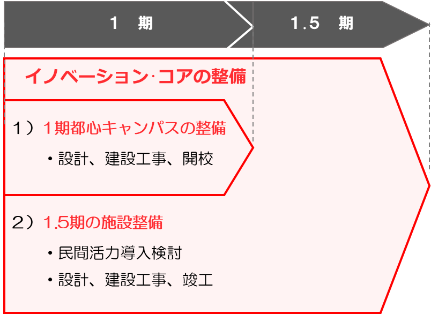 1 期
1.5 期
イノベーション・コアの整備
1）1期都心キャンパスの整備
・設計、建設工事、開校
2）1.5期の施設整備
・民間活力導入検討
・設計、建設工事、竣工